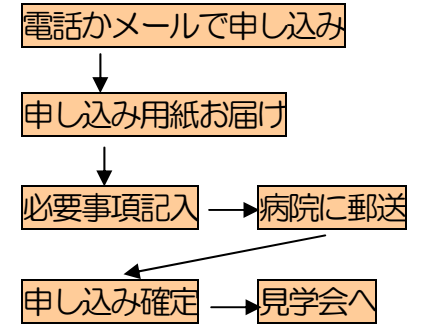 電話かメールで申し込み
申し込み用紙お届け
必要事項記入
病院に郵送
申し込み確定
見学会へ